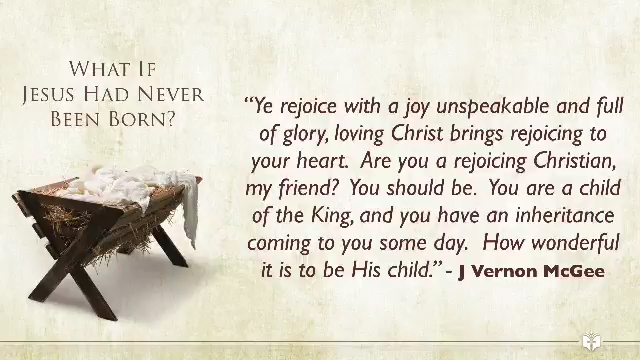 WHAT IF
JESUS HAD NEVER
BEEN BORN?
“Ye rejoice with a joy unspeakable and full
of glory, loving Christ brings rejoicing to
your heart. Are you a rejoicing Christian,
my friend? You should be. You are a child
of the King, and you have an inheritance
coming to you some day. How wonderful
it is to be His child.” - J Vernon McGee